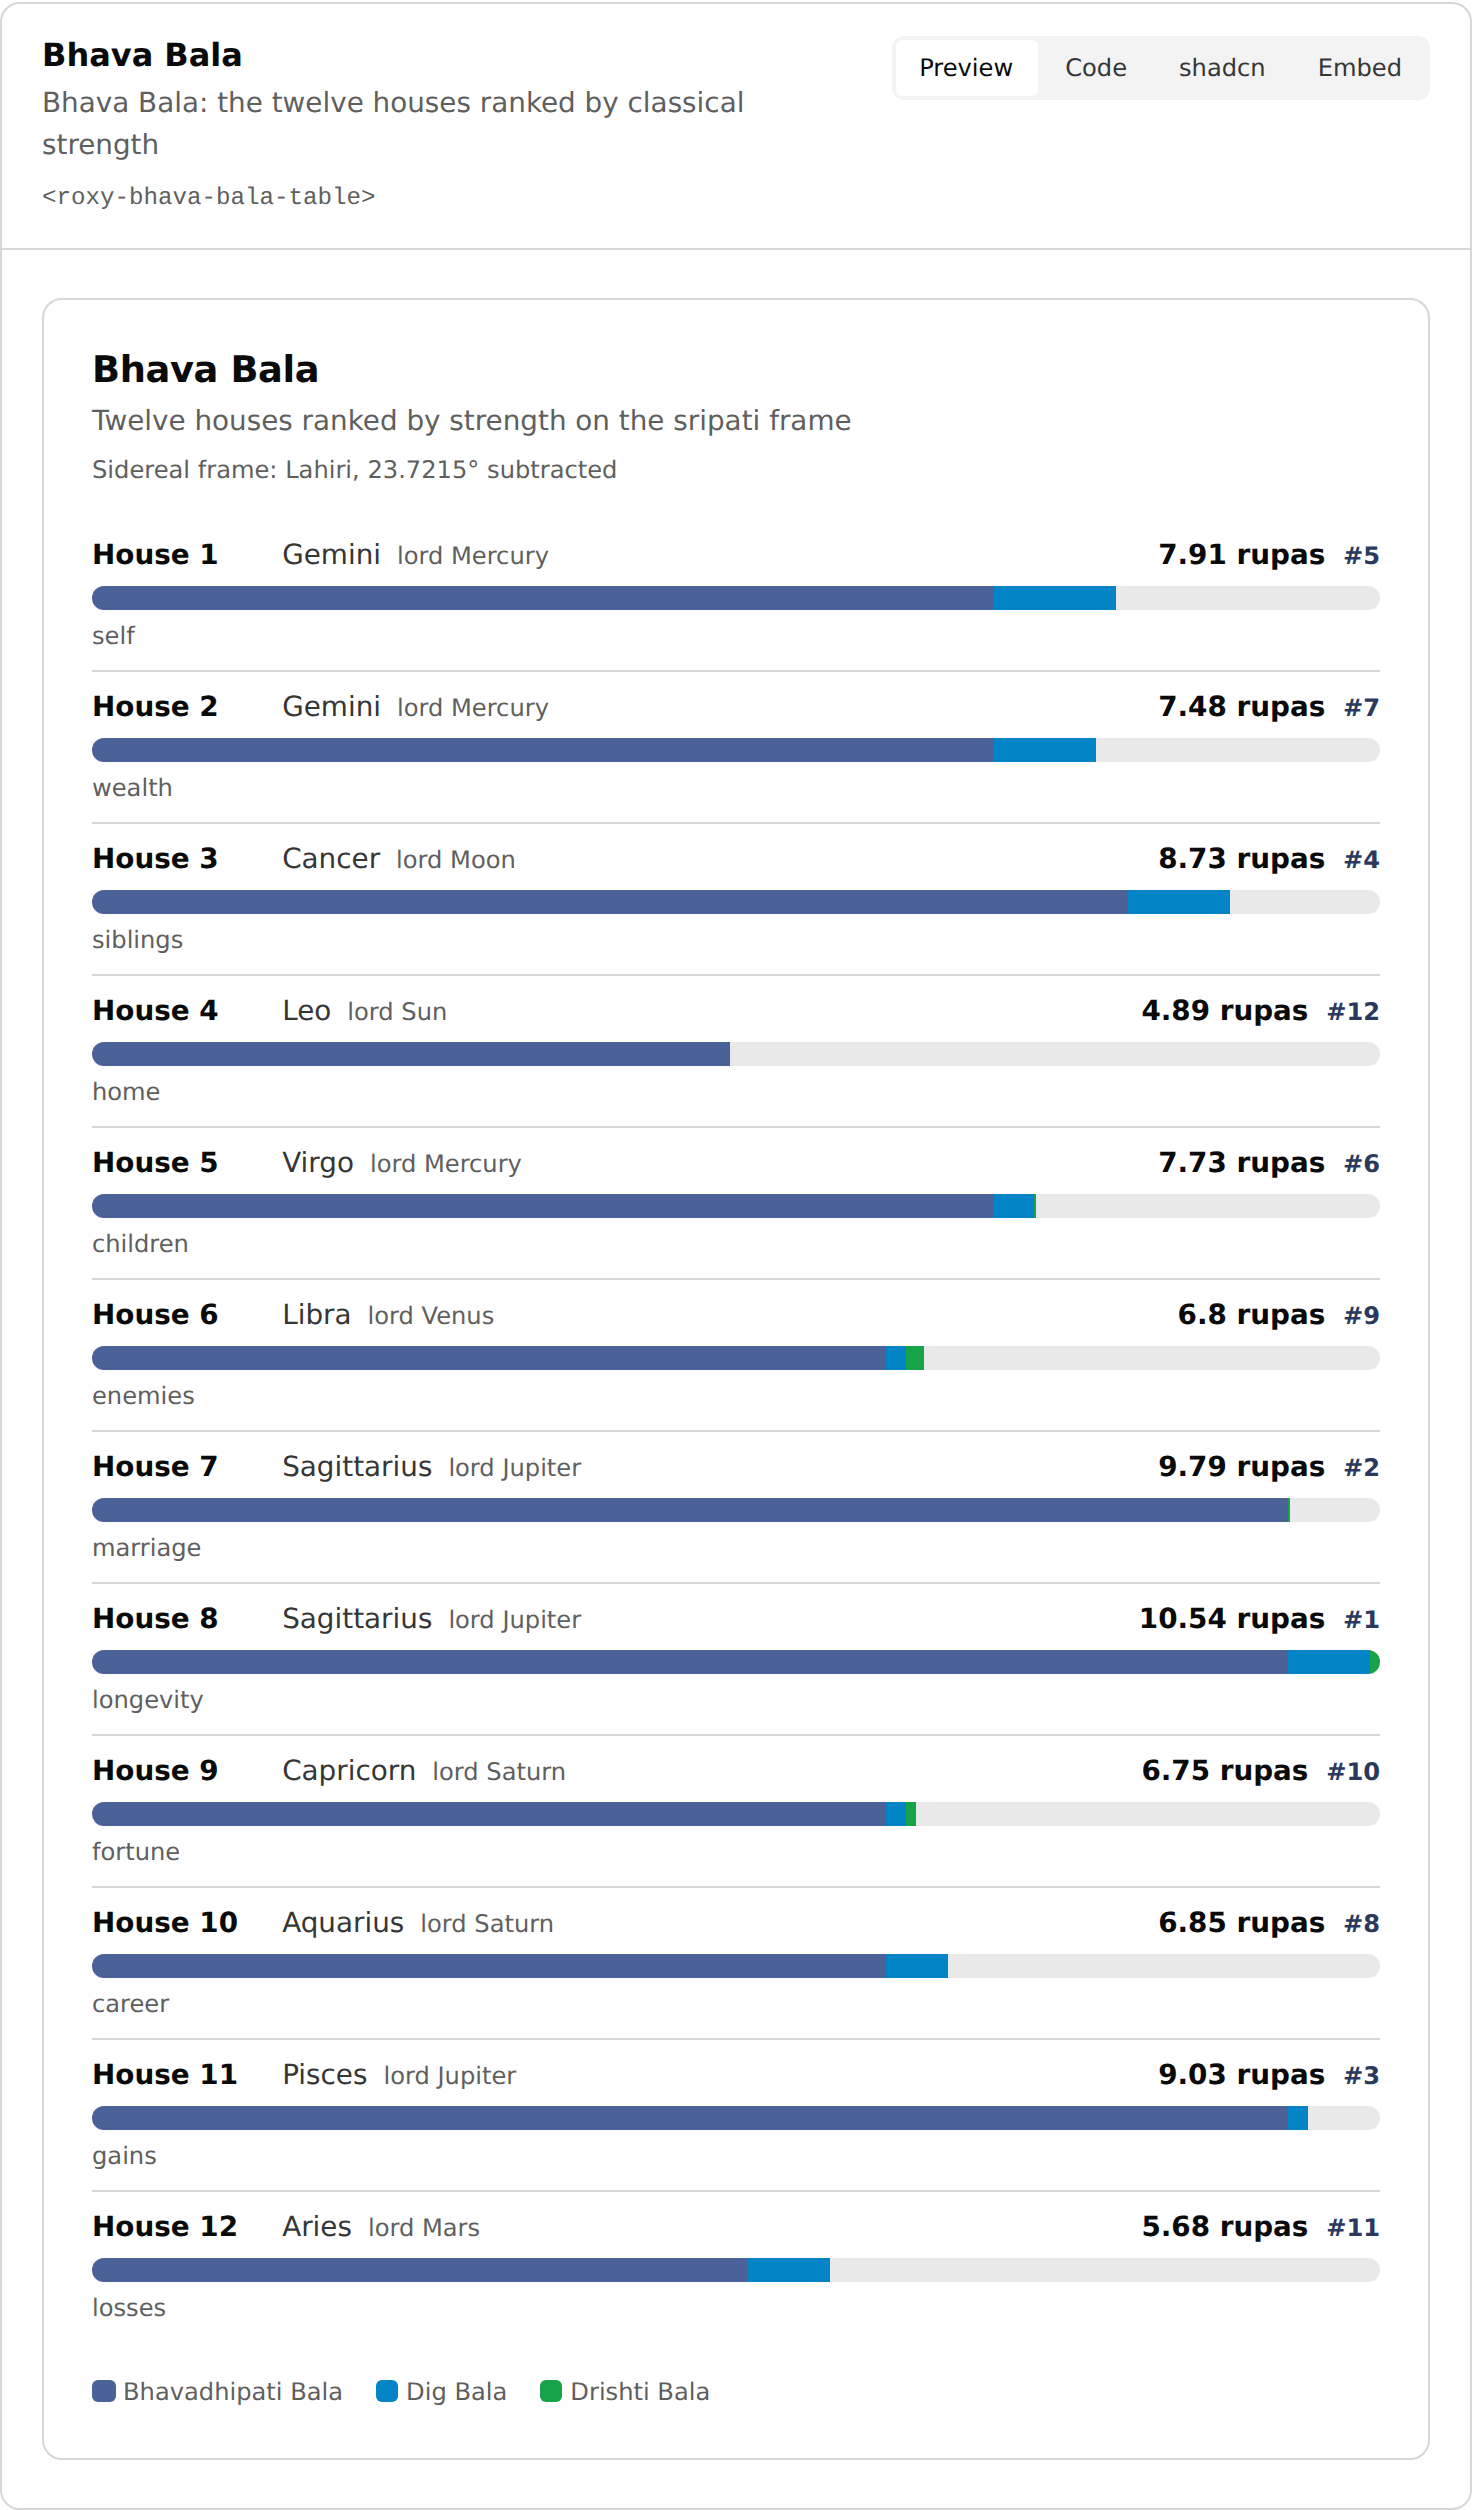 Bhava Bala
Bhava Bala: the twelve houses ranked by classical
strength
<roxy-bhava-bala-table>
Preview Code shadcn Embed
Bhava Bala
Twelve houses ranked by strength on the sripati frame
Sidereal frame: Lahiri, 23.7215° subtracted
House 1 Gemini lord Mercury 7.91 rupas #5
self
House 2 Gemini lord Mercury 7.48 rupas #7
wealth
House 3 Cancer lord Moon 8.73 rupas #4
siblings
House 4 Leo lord Sun 4.89 rupas #12
home
House 5 Virgo lord Mercury 7.73 rupas #6
children
House 6 Libra lord Venus 6.8 rupas #9
enemies
House 7 Sagittarius lord Jupiter 9.79 rupas #2
marriage
House 8 Sagittarius lord Jupiter 10.54 rupas #1
longevity
House 9 Capricorn lord Saturn 6.75 rupas #10
fortune
House 10 Aquarius lord Saturn 6.85 rupas #8
career
House 11 Pisces lord Jupiter 9.03 rupas #3
gains
House 12 Aries lord Mars 5.68 rupas #11
losses
Bhavadhipati Bala Dig Bala Drishti Bala